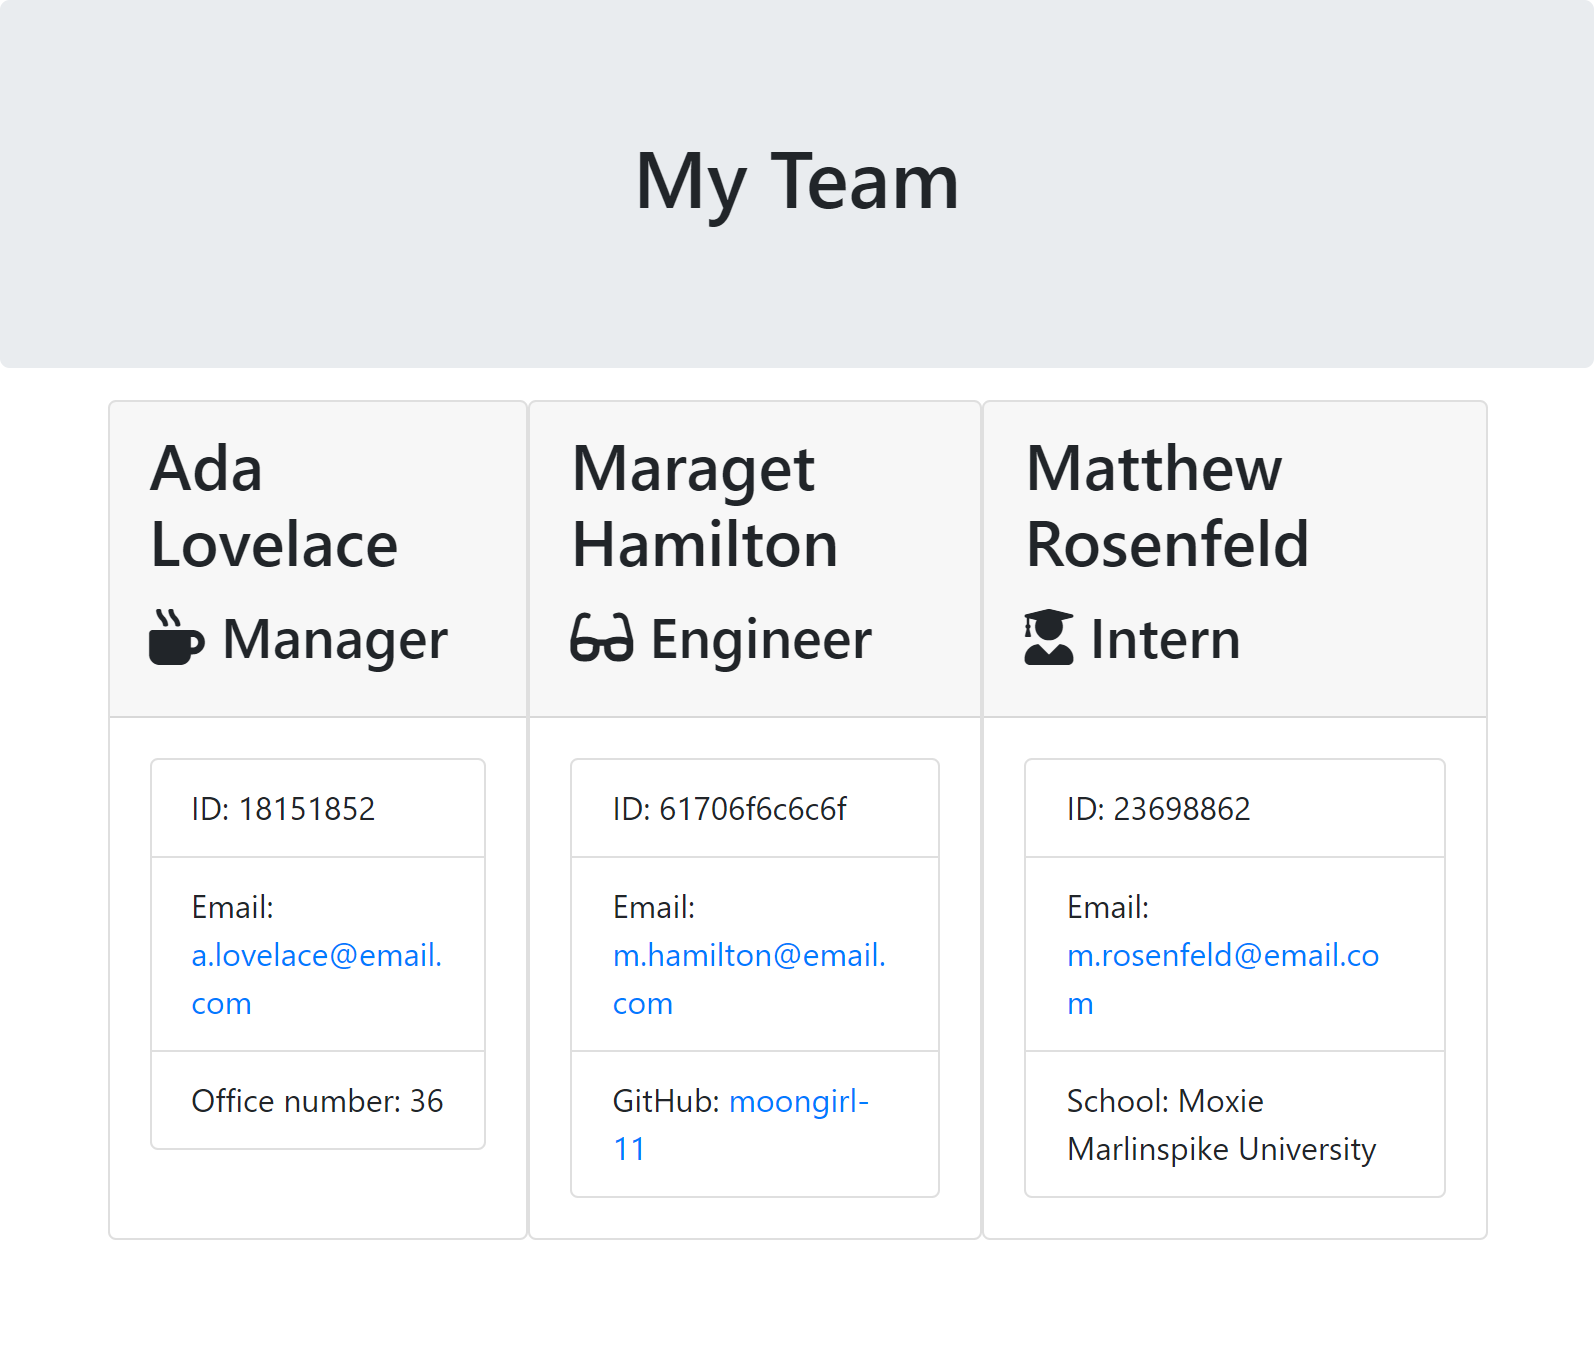 My Team
Ada
Lovelace
Manager
ID: 18151852
Email:
a.lovelace@email.
com
Office number: 36
Maraget
Hamilton
Engineer
ID: 61706f6c6c6f
Email:
m.hamilton@email.
com
GitHub: moongirl-
11
Matthew
Rosenfeld
Intern
ID: 23698862
Email:
m.rosenfeld@email.co
m
School: Moxie
Marlinspike University